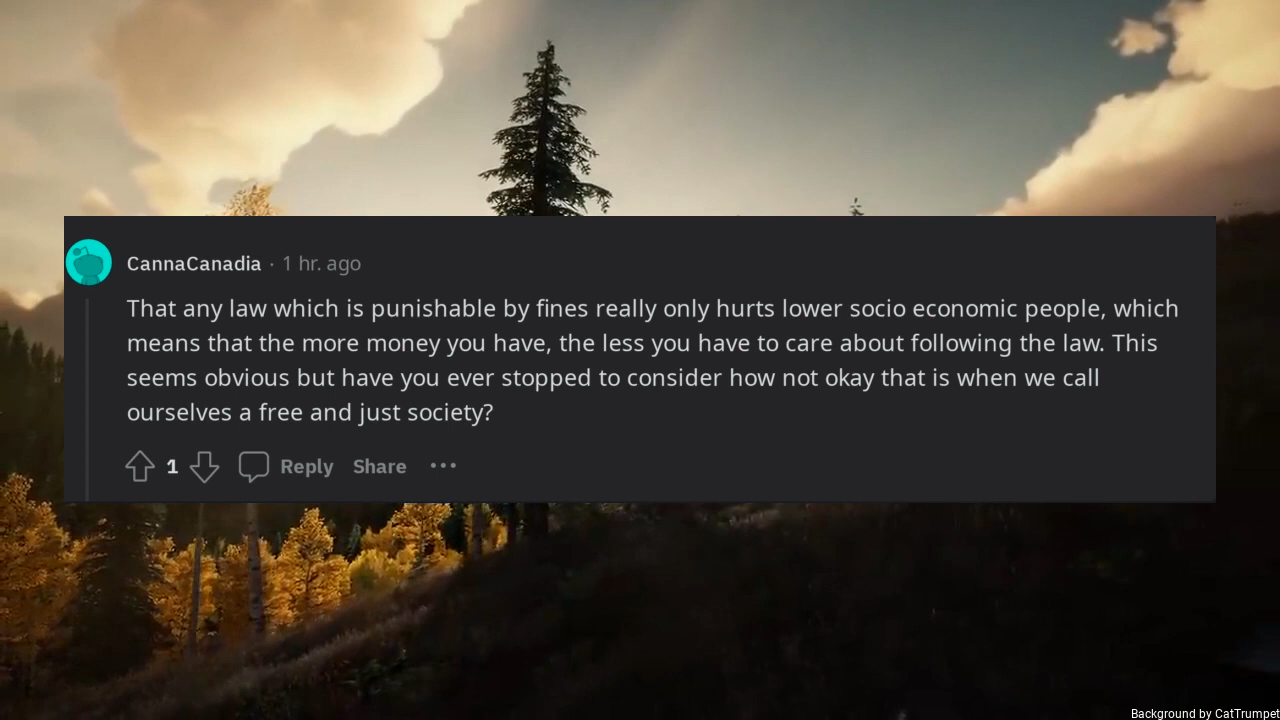 CannaCanadia · 1 hr. ago
That any law which is punishable by fines really only hurts lower socio economic people, which
means that the more money you have, the less you have to care about following the law. This
seems obvious but have you ever stopped to consider how not okay that is when we call
ourselves a free and just society?
1 Reply Share ···
Background by CatTrumpet